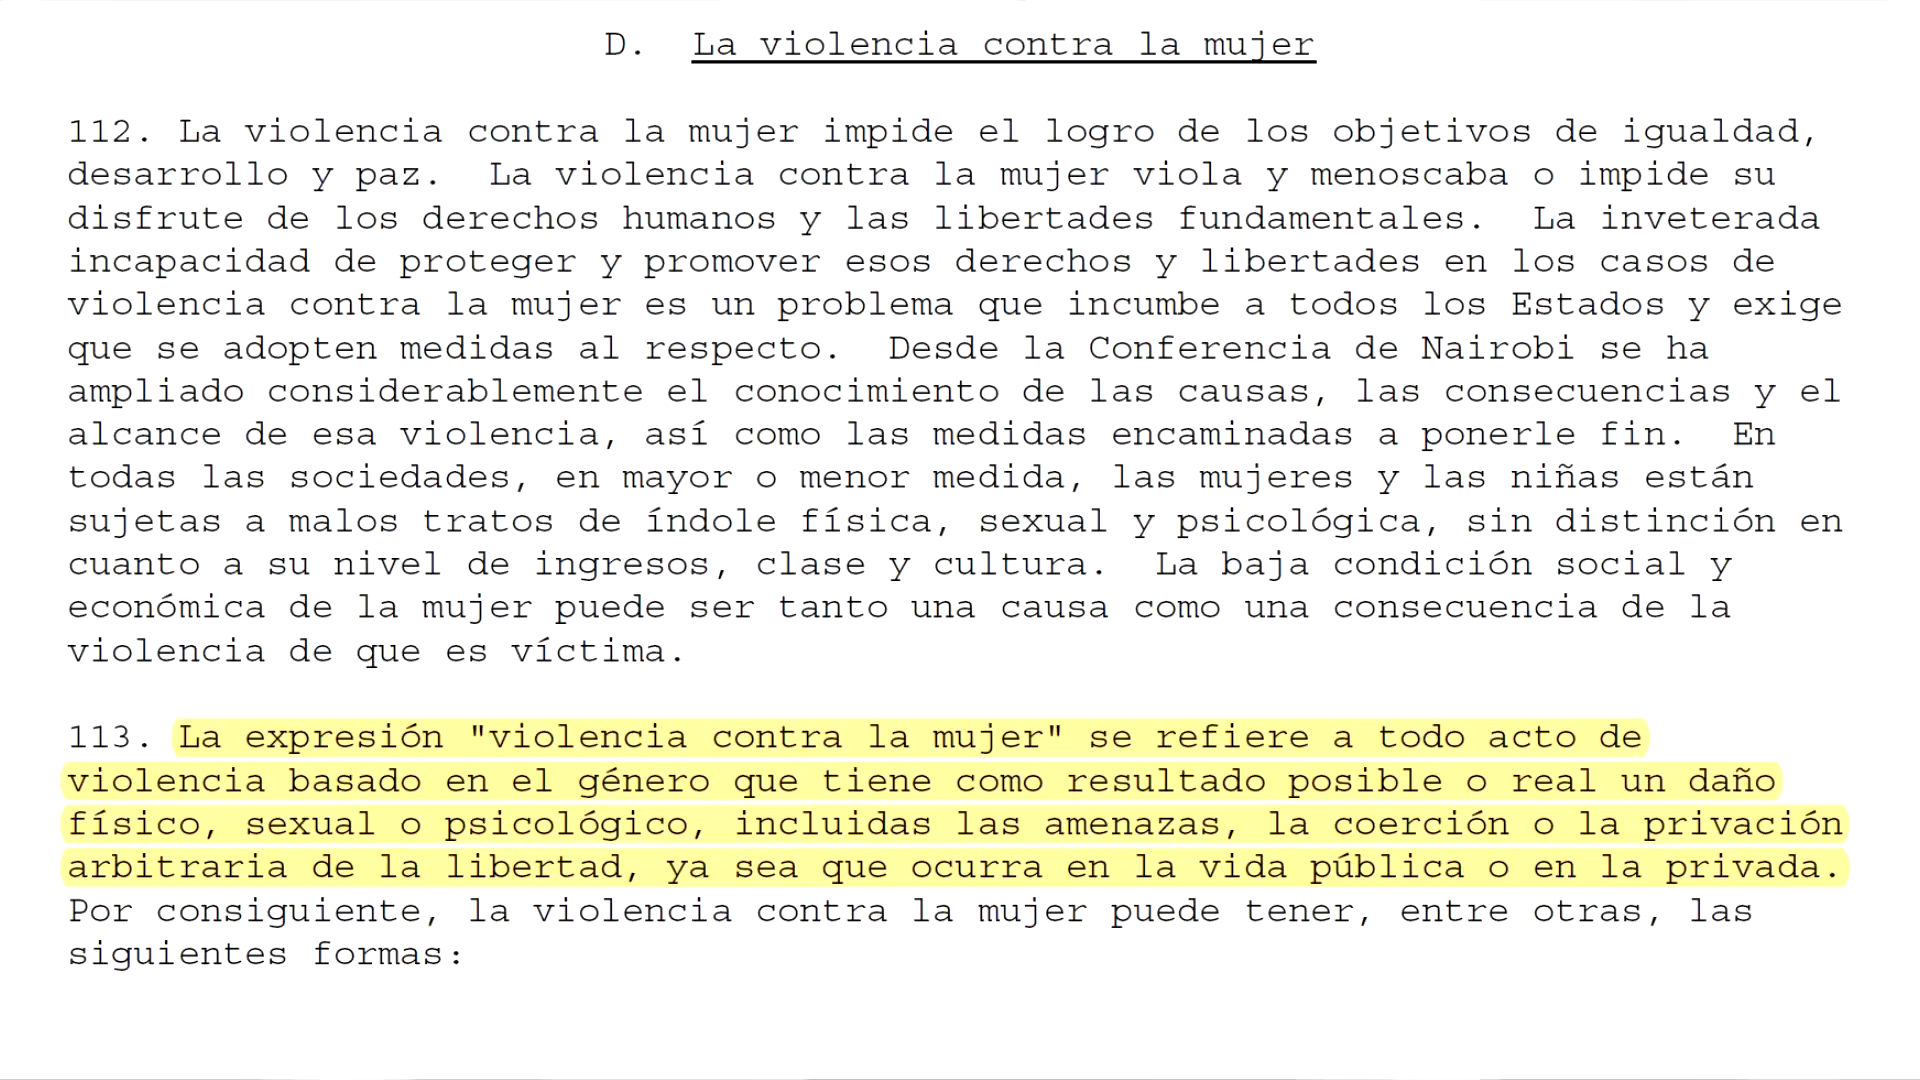 D. La violencia contra la mujer
112. La violencia contra la mujer impide el logro de los objetivos de igualdad,
desarrollo y paz. La violencia contra la mujer viola y menoscaba o impide su
disfrute de los derechos humanos y las libertades fundamentales. La inveterada
incapacidad de proteger y promover esos derechos y libertades en los casos de
violencia contra la mujer es un problema que incumbe a todos los Estados y exige
que se adopten medidas al respecto. Desde la Conferencia de Nairobi se ha
ampliado considerablemente el conocimiento de las causas, las consecuencias y el
alcance de esa violencia, así como las medidas encaminadas a ponerle fin. En
todas las sociedades, en mayor o menor medida, las mujeres y las niñas están
sujetas a malos tratos de índole física, sexual y psicológica, sin distinción en
cuanto a su nivel de ingresos, clase y cultura. La baja condición social y
económica de la mujer puede ser tanto una causa como una consecuencia de la
violencia de que es víctima.
113. La expresión "violencia contra la mujer" se refiere a todo acto de
violencia basado en el género que tiene como resultado posible o real un daño
físico, sexual o psicológico, incluidas las amenazas, la coerción o la privación
arbitraria de la libertad, ya sea que ocurra en la vida pública o en la privada.
Por consiguiente, la violencia contra la mujer puede tener, entre otras, las
siguientes formas: